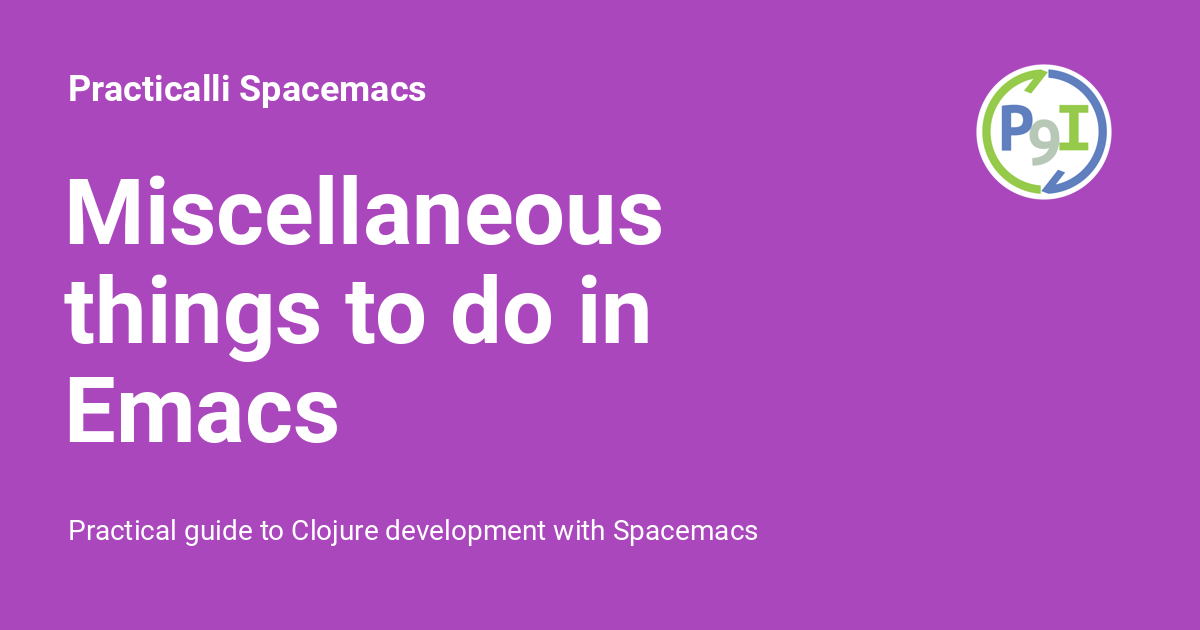 Practicalli Spacemacs
P9I
Miscellaneous
things to do in
Emacs
Practical guide to Clojure development with Spacemacs